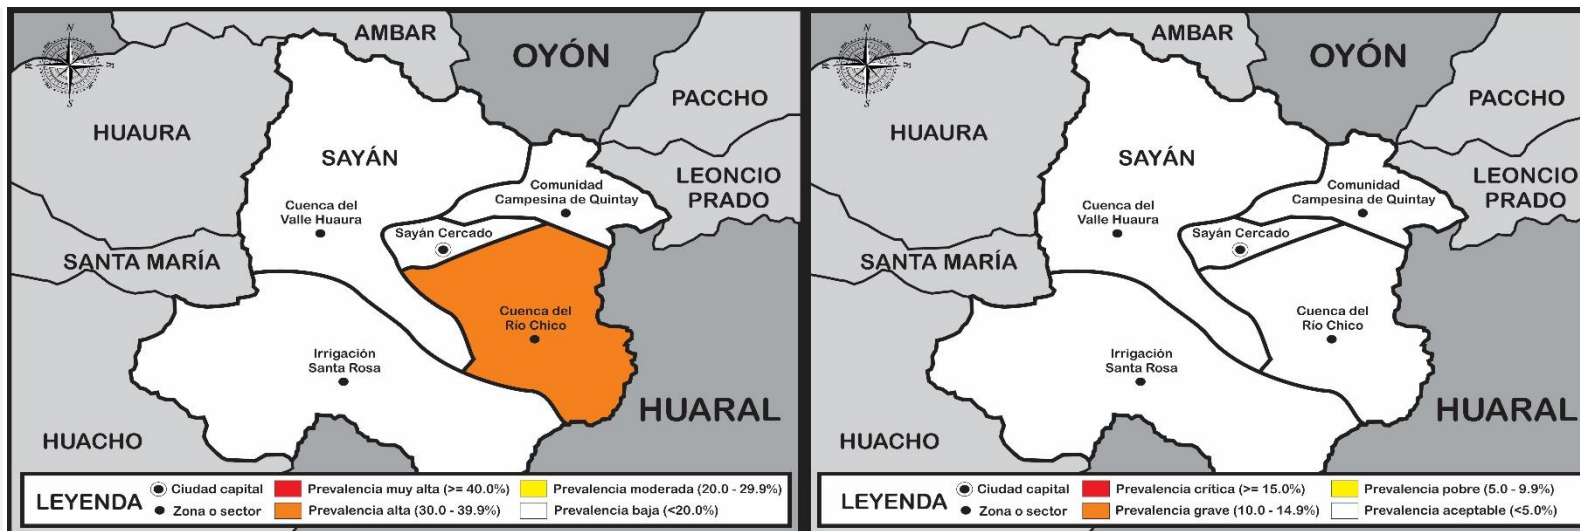 N
E
S
W
AMBAR
OYÓN
PACCHO
HUAURA
SAYÁN
LEONCIO
PRADO
Comunidad
Campesina de Quintay
Cuenca del
Valle Huaura
Sayán Cercado
SANTA MARÍA
Cuenca del
Río Chico
Irrigación
Santa Rosa
HUARAL
HUACHO
LEYENDA
Ciudad capital
Zona o sector
Prevalencia muy alta (>= 40.0%)
Prevalencia alta (30.0 - 39.9%)
Prevalencia moderada (20.0 - 29.9%)
Prevalencia baja (<20.0%)
N
E
S
W
AMBAR
OYÓN
PACCHO
HUAURA
SAYÁN
LEONCIO
PRADO
Comunidad
Campesina de Quintay
Cuenca del
Valle Huaura
Sayán Cercado
SANTA MARÍA
Cuenca del
Río Chico
Irrigación
Santa Rosa
HUARAL
HUACHO
LEYENDA
Ciudad capital
Zona o sector
Prevalencia crítica (>= 15.0%)
Prevalencia grave (10.0 - 14.9%)
Prevalencia pobre (5.0 - 9.9%)
Prevalencia aceptable (<5.0%)